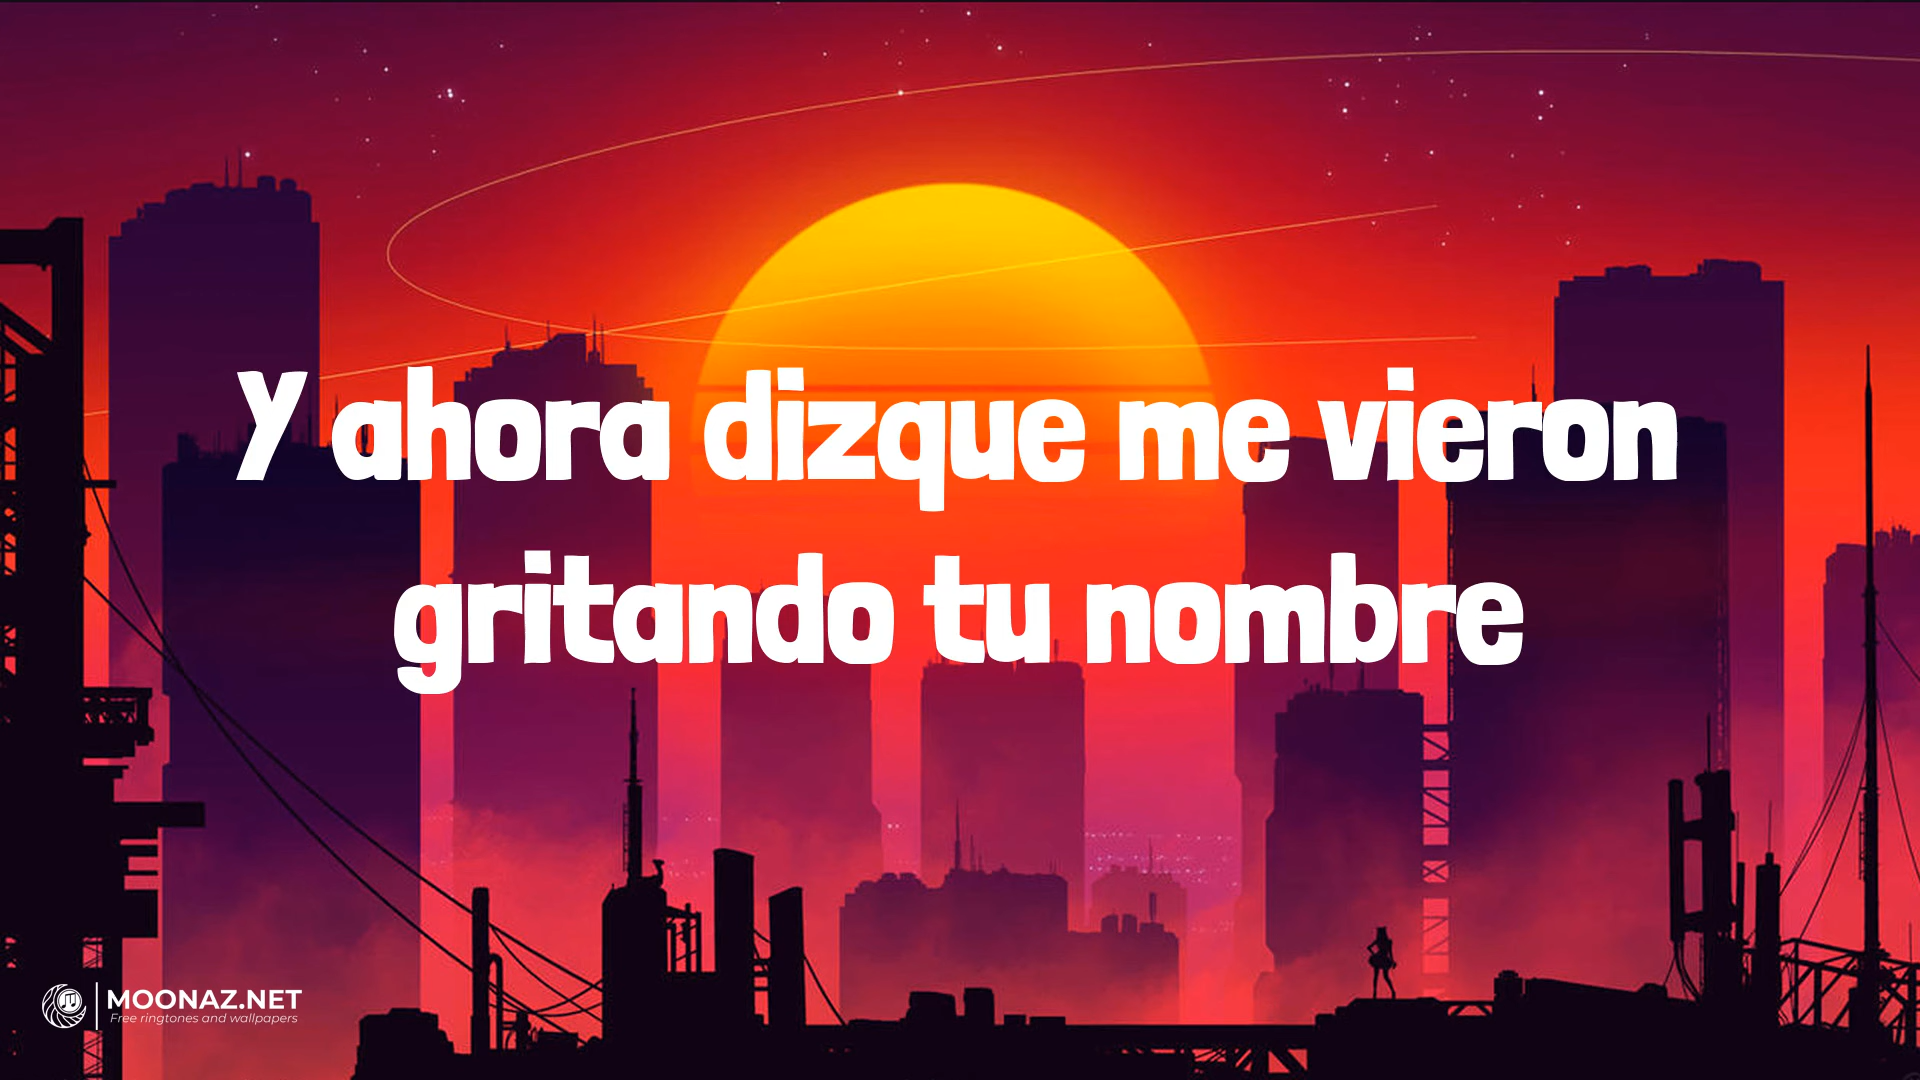 Y ahora dizque me vieron
gritando tu nombre
MOONAZ.NET
Free ringtones and wallpapers